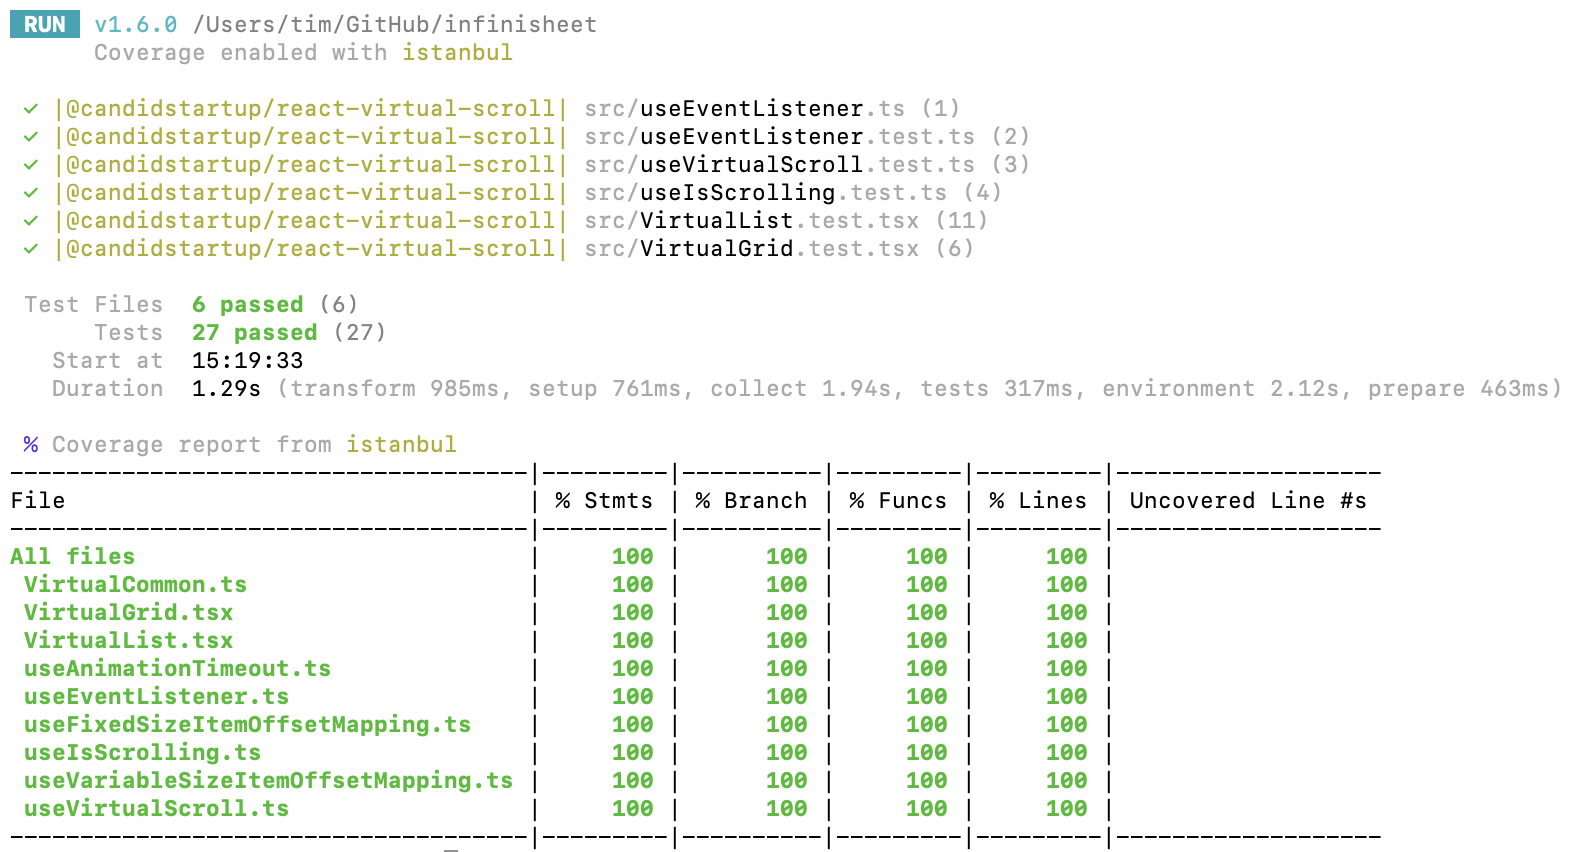 RUN v1.6.0 /Users/tim/GitHub/infinisheet
Coverage enabled with istanbul
✓ |@candidstartup/react-virtual-scroll| src/useEventListener.ts (1)
✓ |@candidstartup/react-virtual-scroll| src/useEventListener.test.ts (2)
✓ |@candidstartup/react-virtual-scroll| src/useVirtualScroll.test.ts (3)
✓ |@candidstartup/react-virtual-scroll| src/useIsScrolling.test.ts (4)
✓ |@candidstartup/react-virtual-scroll| src/VirtualList.test.tsx (11)
✓ |@candidstartup/react-virtual-scroll| src/VirtualGrid.test.tsx (6)
Test Files 6 passed (6)
Tests 27 passed (27)
Start at 15:19:33
Duration 1.29s (transform 985ms, setup 761ms, collect 1.94s, tests 317ms, environment 2.12s, prepare 463ms)
% Coverage report from istanbul
-------------------------------------|---------|----------|---------|---------|-------------------
File | % Stmts | % Branch | % Funcs | % Lines | Uncovered Line #s
-------------------------------------|---------|----------|---------|---------|-------------------
All files | 100 | 100 | 100 | 100 |
VirtualCommon.ts | 100 | 100 | 100 | 100 |
VirtualGrid.tsx | 100 | 100 | 100 | 100 |
VirtualList.tsx | 100 | 100 | 100 | 100 |
useAnimationTimeout.ts | 100 | 100 | 100 | 100 |
useEventListener.ts | 100 | 100 | 100 | 100 |
useFixedSizeItemOffsetMapping.ts | 100 | 100 | 100 | 100 |
useIsScrolling.ts | 100 | 100 | 100 | 100 |
useVariableSizeItemOffsetMapping.ts | 100 | 100 | 100 | 100 |
useVirtualScroll.ts | 100 | 100 | 100 | 100 |
-------------------------------------|---------|----------|---------|---------|-------------------